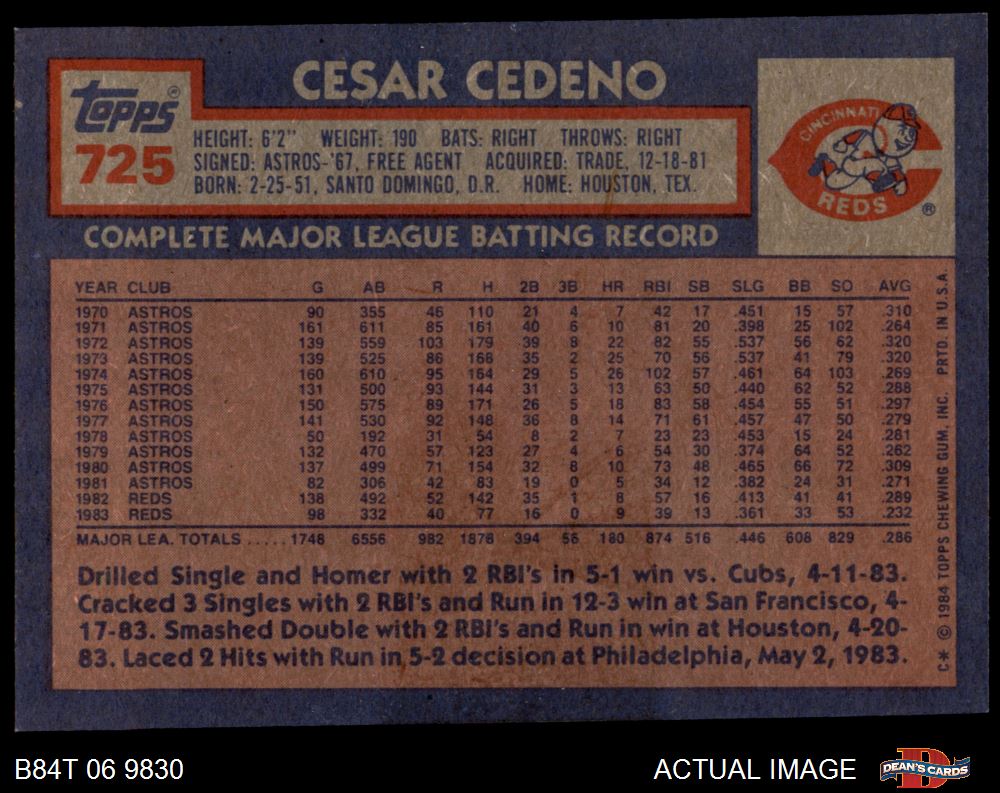 CESAR CEDENO
Topps®
725
HEIGHT: 6'2" WEIGHT: 190 BATS: RIGHT THROWS: RIGHT
SIGNED: ASTROS-'67, FREE AGENT ACQUIRED: TRADE, 12-18-81
BORN: 2-25-51, SANTO DOMINGO, D.R. HOME: HOUSTON, TEX.
CINCINNATI
REDS
®
COMPLETE MAJOR LEAGUE BATTING RECORD
YEAR CLUB G AB R H 2B 3B HR RBI SB SLG BB SO AVG
1970 ASTROS 90 355 46 110 21 4 7 42 17 .451 15 57 .310
1971 ASTROS 161 611 85 161 40 6 10 81 20 .398 25 102 .264
1972 ASTROS 139 559 103 179 39 8 22 82 55 .537 56 62 .320
1973 ASTROS 139 525 86 168 35 2 25 70 56 .537 41 79 .320
1974 ASTROS 160 610 95 164 29 5 26 102 57 .461 64 103 .269
1975 ASTROS 131 500 93 144 31 3 13 63 50 .440 62 52 .288
1976 ASTROS 150 575 89 171 26 5 18 83 58 .454 55 51 .297
1977 ASTROS 141 530 92 148 36 8 14 71 61 .457 47 50 .279
1978 ASTROS 50 192 31 54 8 2 7 23 23 .453 15 24 .281
1979 ASTROS 132 470 57 123 27 4 6 54 30 .374 64 52 .262
1980 ASTROS 137 499 71 154 32 8 10 73 48 .465 66 72 .309
1981 ASTROS 82 306 42 83 19 0 5 34 12 .382 24 31 .271
1982 REDS 138 492 52 142 35 1 8 57 16 .413 41 41 .289
1983 REDS 98 332 40 77 16 0 9 39 13 .361 33 53 .232
MAJOR LEA. TOTALS ..... 1748 6556 982 1878 394 56 180 874 516 .446 608 829 .286
Drilled Single and Homer with 2 RBI's in 5-1 win vs. Cubs, 4-11-83.
Cracked 3 Singles with 2 RBI's and Run in 12-3 win at San Francisco, 4-
17-83. Smashed Double with 2 RBI's and Run in win at Houston, 4-20-
83. Laced 2 Hits with Run in 5-2 decision at Philadelphia, May 2, 1983.
C* © 1984 TOPPS CHEWING GUM, INC. PRTD. IN U.S.A.
B84T 06 9830
ACTUAL IMAGE
D
DEAN'S CARDS